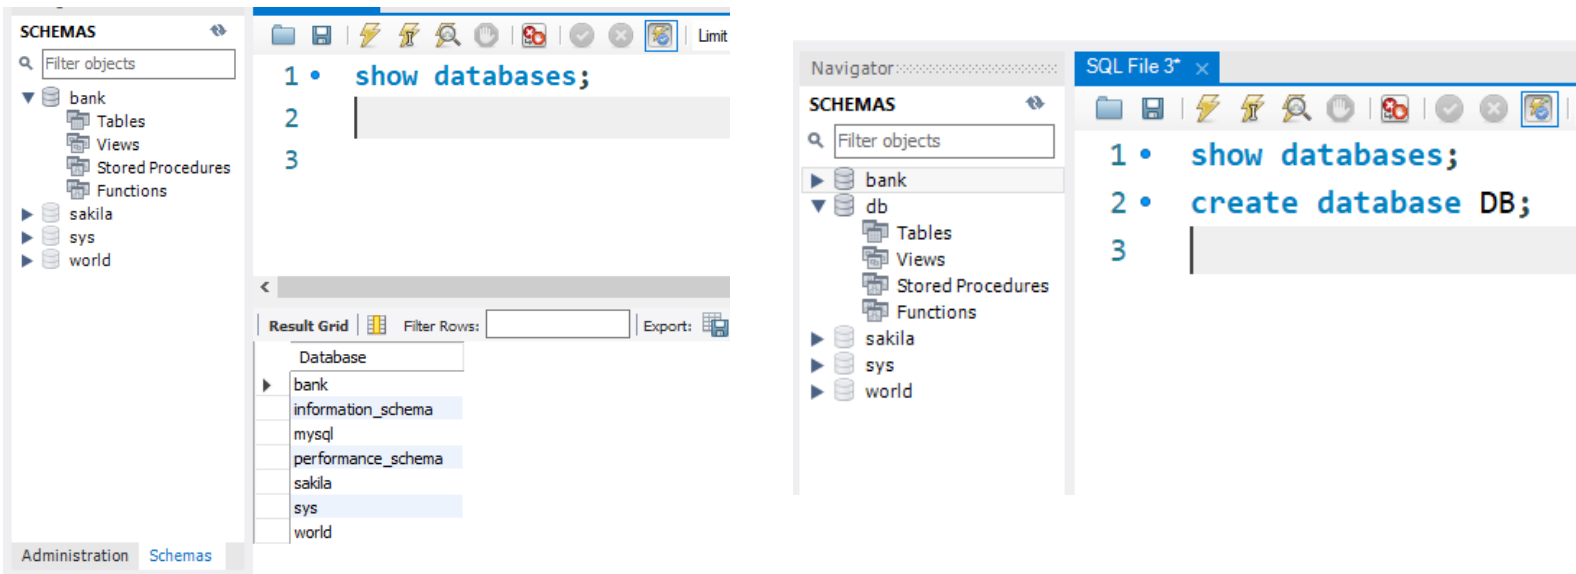 SCHEMAS
Filter objects
bank
Tables
Views
Stored Procedures
Functions
sakila
sys
world
Administration Schemas
Limit
1 show databases;
2
3
Result Grid Filter Rows: Export:
Database
bank
information_schema
mysql
performance_schema
sakila
sys
world
Navigator
SCHEMAS
Filter objects
bank
db
Tables
Views
Stored Procedures
Functions
sakila
sys
world
SQL File 3*
1 show databases;
2 create database DB;
3